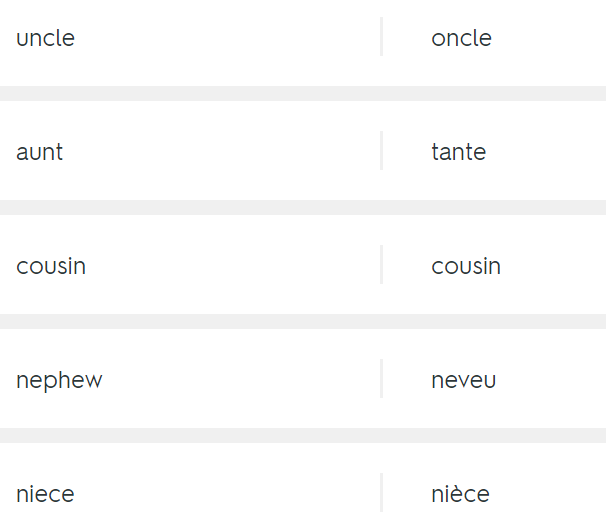 uncle oncle
aunt tante
cousin cousin
nephew neveu
niece nièce